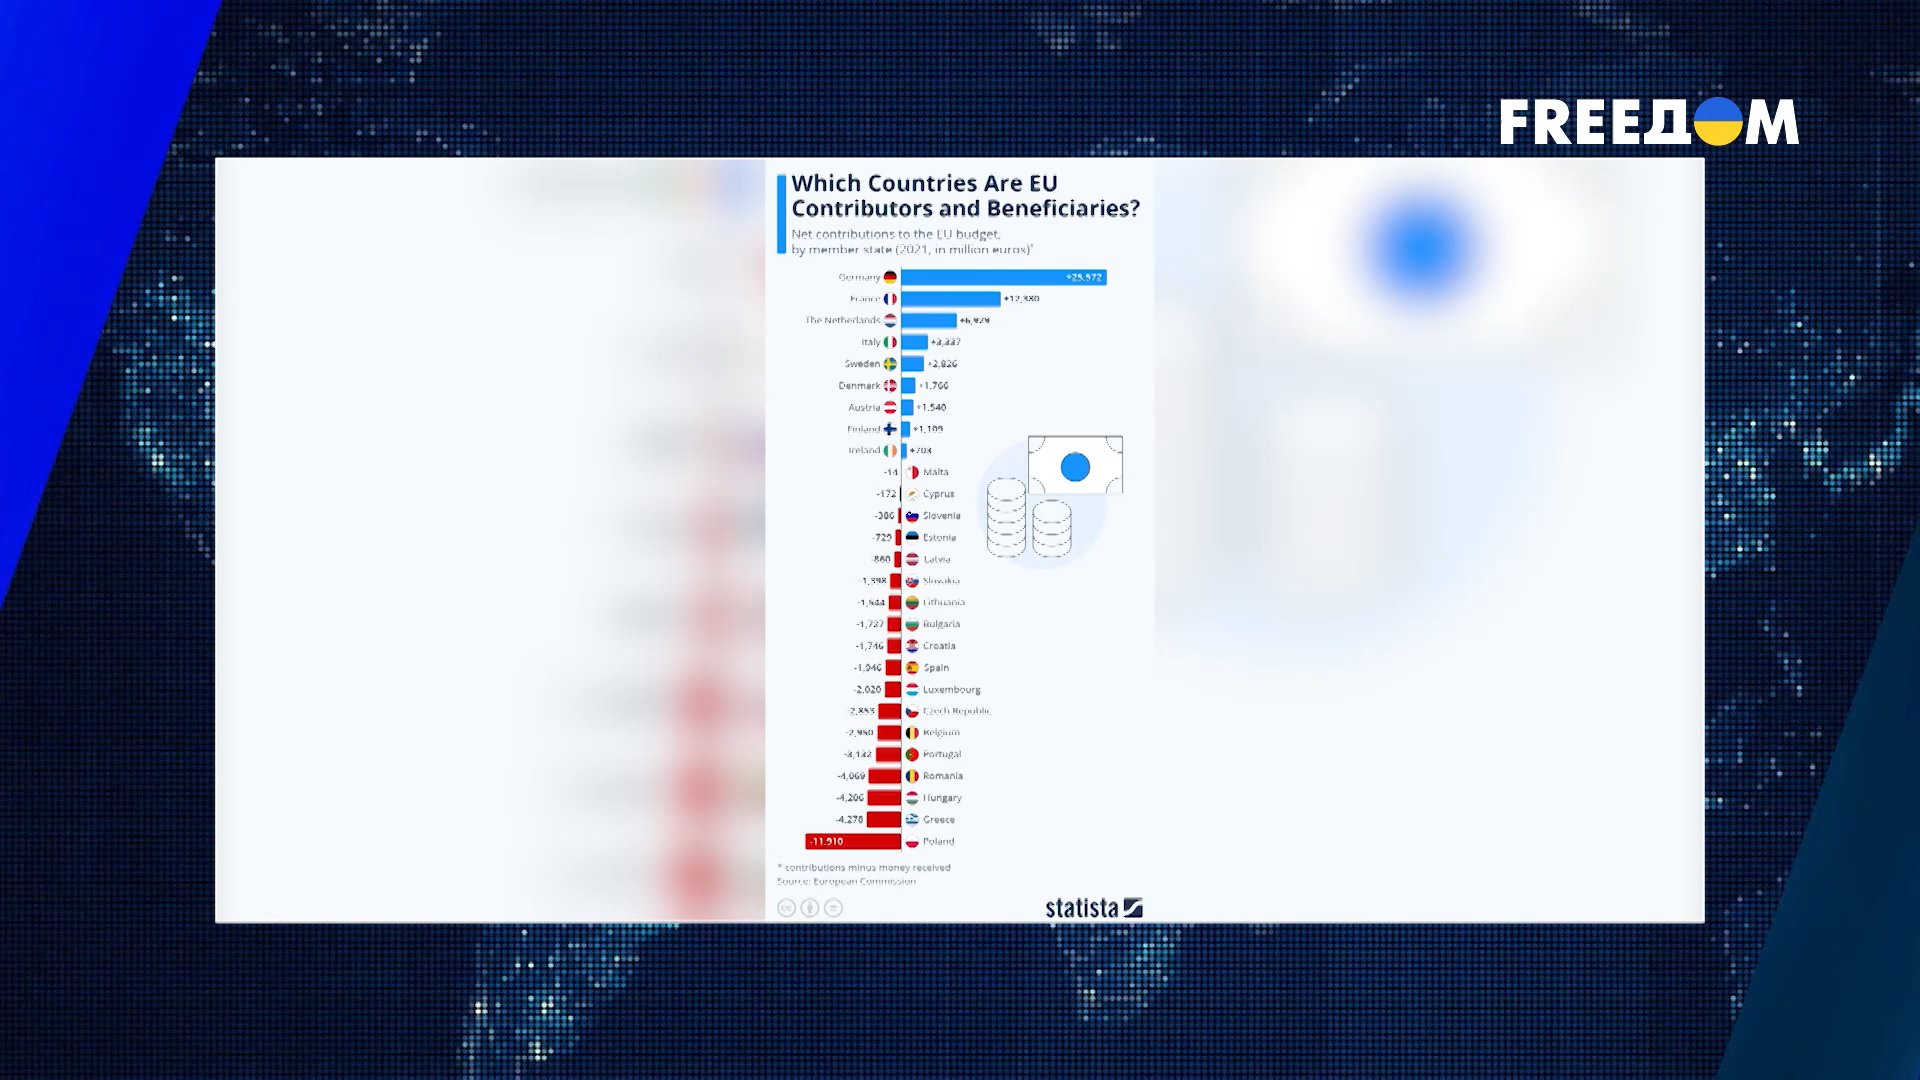 FREEДOM
Which Countries Are EU
Contributors and Beneficiaries?
Net contributions to the EU budget,
by member state (2021, in million euros)*
Germany +25,572
France +12,380
The Netherlands +6,929
Italy +3,337
Sweden +2,826
Denmark +1,766
Austria +1,540
Finland +1,109
Ireland +703
-14 Malta
-172 Cyprus
-386 Slovenia
-729 Estonia
-860 Latvia
-1,398 Slovakia
-1,644 Lithuania
-1,727 Bulgaria
-1,746 Croatia
-1,946 Spain
-2,020 Luxembourg
-2,853 Czech Republic
-2,960 Belgium
-3,132 Portugal
-4,069 Romania
-4,206 Hungary
-4,278 Greece
-11,910 Poland
* contributions minus money received
Source: European Commission
statista